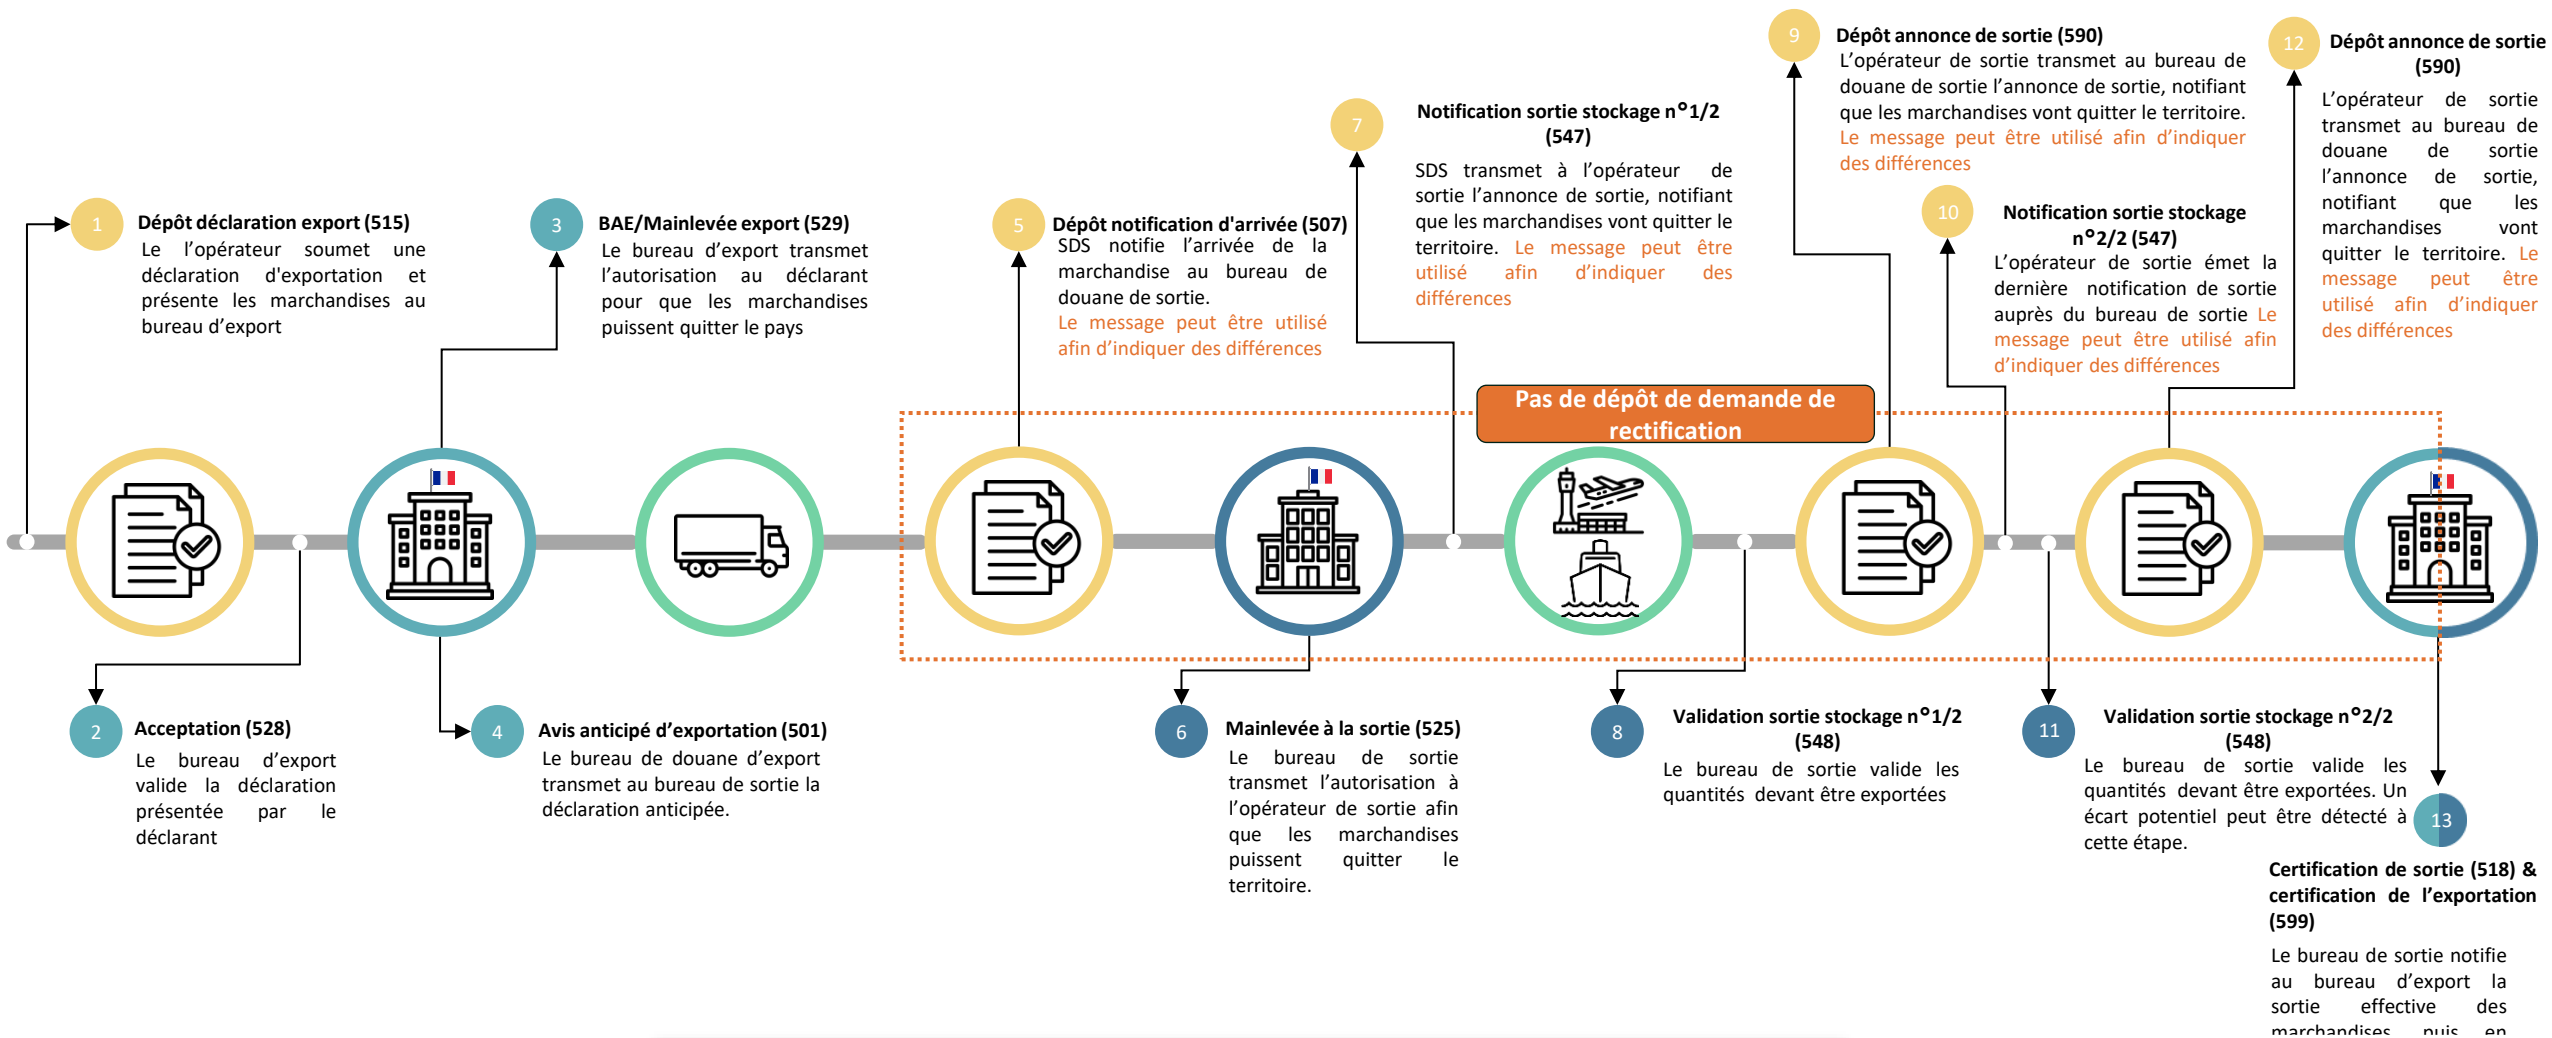 1
Dépôt déclaration export (515)
Le l'opérateur soumet une
déclaration d'exportation et
présente les marchandises au
bureau d'export
2
Acceptation (528)
Le bureau d'export
valide la déclaration
présentée par le
déclarant
3
BAE/Mainlevée export (529)
Le bureau d'export transmet
l'autorisation au déclarant
pour que les marchandises
puissent quitter le pays
4
Avis anticipé d'exportation (501)
Le bureau de douane d'export
transmet au bureau de sortie la
déclaration anticipée.
5
Dépôt notification d'arrivée (507)
SDS notifie l'arrivée de la
marchandise au bureau de
douane de sortie.
Le message peut être utilisé
afin d'indiquer des différences
6
Mainlevée à la sortie (525)
Le bureau de sortie
transmet l'autorisation à
l'opérateur de sortie afin
que les marchandises
puissent quitter le
territoire.
7
Notification sortie stockage n°1/2
(547)
SDS transmet à l'opérateur de
sortie l'annonce de sortie, notifiant
que les marchandises vont quitter le
territoire. Le message peut être
utilisé afin d'indiquer des
différences
Pas de dépôt de demande de
rectification
8
Validation sortie stockage n°1/2
(548)
Le bureau de sortie valide les
quantités devant être exportées
9
Dépôt annonce de sortie (590)
L'opérateur de sortie transmet au bureau de
douane de sortie l'annonce de sortie, notifiant
que les marchandises vont quitter le territoire.
Le message peut être utilisé afin d'indiquer
des différences
10
Notification sortie stockage
n°2/2 (547)
L'opérateur de sortie émet la
dernière notification de sortie
auprès du bureau de sortie Le
message peut être utilisé afin
d'indiquer des différences
11
Validation sortie stockage n°2/2
(548)
Le bureau de sortie valide les
quantités devant être exportées. Un
écart potentiel peut être détecté à
cette étape.
12
Dépôt annonce de sortie
(590)
L'opérateur de sortie
transmet au bureau de
douane de sortie
l'annonce de sortie,
notifiant que les
marchandises vont
quitter le territoire. Le
message peut être
utilisé afin d'indiquer
des différences
13
Certification de sortie (518) &
certification de l'exportation
(599)
Le bureau de sortie notifie
au bureau d'export la
sortie effective des
marchandises puis en